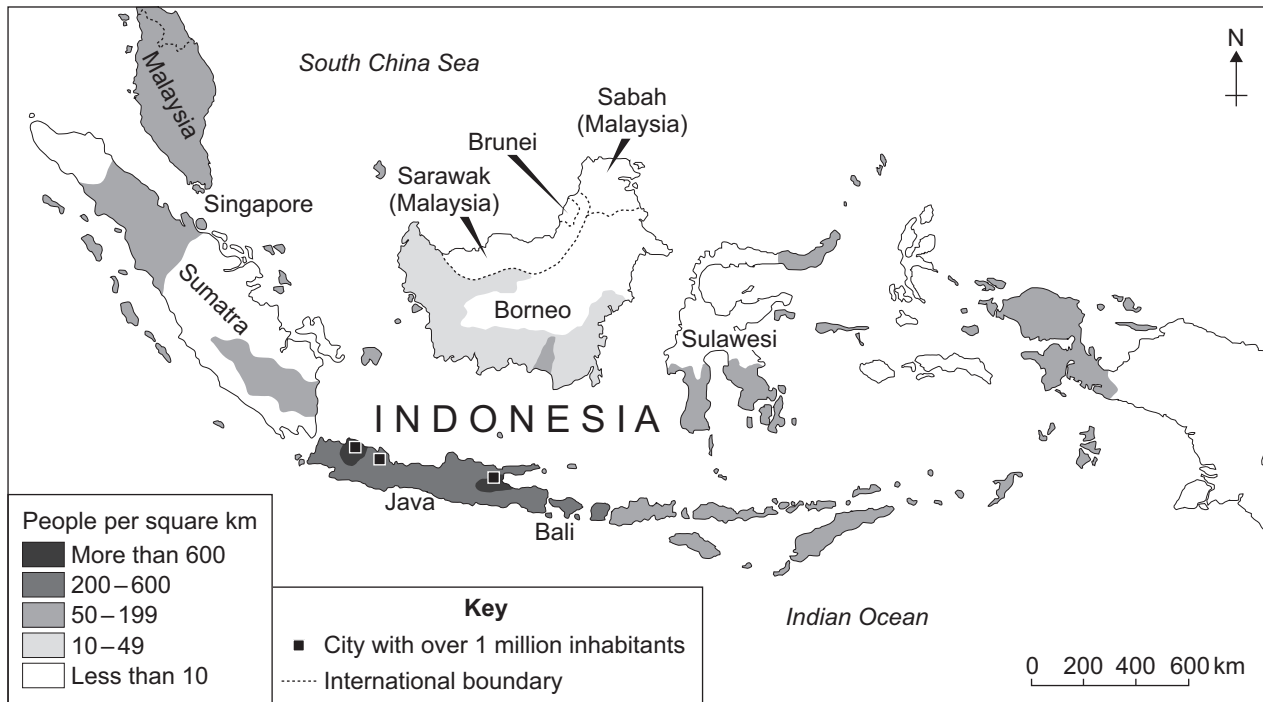 South China Sea
N
Malaysia
Sabah
(Malaysia)
Brunei
Sarawak
(Malaysia)
Singapore
Sumatra
Borneo
Sulawesi
INDONESIA
Java
Bali
Indian Ocean
People per square km
More than 600
200–600
50–199
10–49
Less than 10
Key
City with over 1 million inhabitants
International boundary
0 200 400 600 km